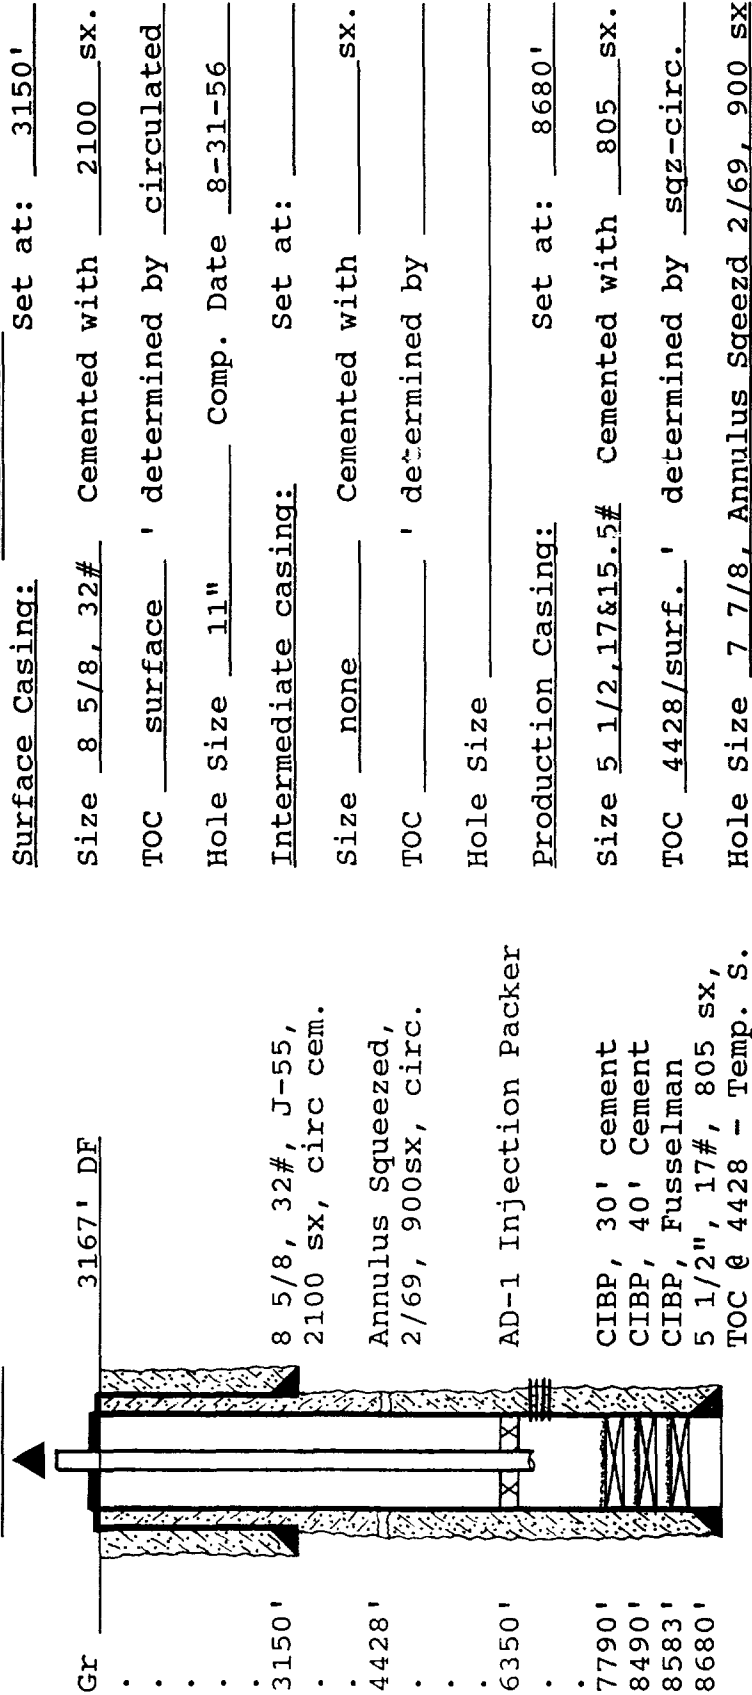 Gr
3167' DF
3150'
8 5/8, 32#, J-55,
2100 sx, circ cem.
4428'
Annulus Squeezed,
2/69, 900sx, circ.
6350'
AD-1 Injection Packer
7790'
CIBP, 30' cement
8490'
CIBP, 40' Cement
8583'
CIBP, Fusselman
8680'
5 1/2", 17#, 805 sx,
TOC @ 4428 - Temp. S.
Surface Casing: Set at: 3150'
Size 8 5/8, 32# Cemented with 2100 sx.
TOC surface ' determined by circulated
Hole Size 11" Comp. Date 8-31-56
Intermediate casing: Set at:
Size none Cemented with sx.
TOC ' determined by
Hole Size
Production Casing: Set at: 8680'
Size 5 1/2,17&15.5# Cemented with 805 sx.
TOC 4428/surf. ' determined by sqz-circ.
Hole Size 7 7/8, Annulus Sqeezd 2/69, 900 sx